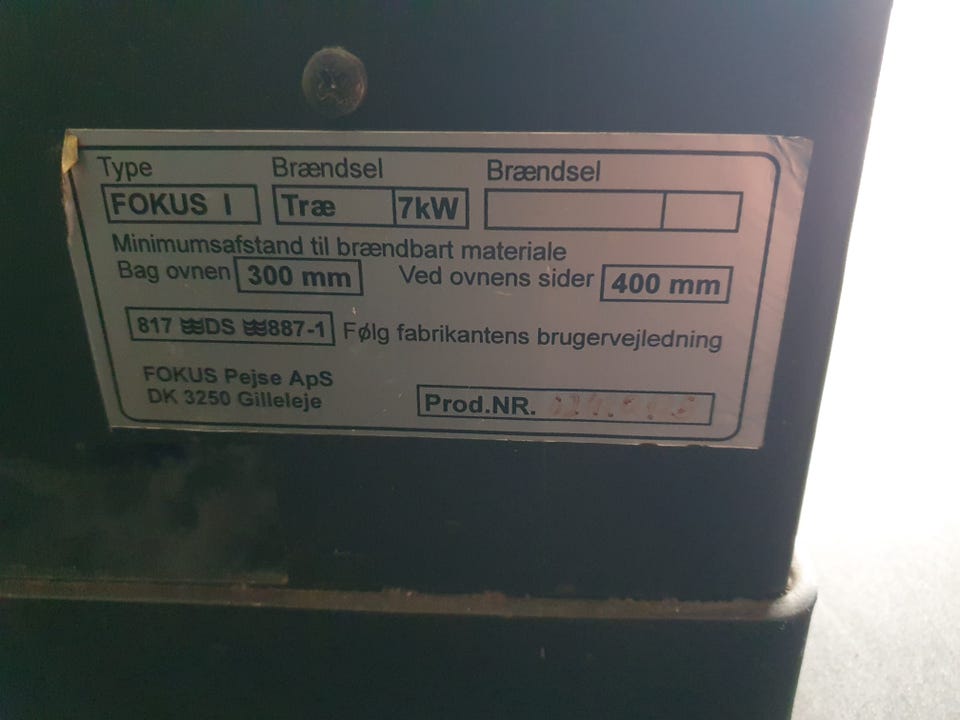 Type Brændsel Brændsel
FOKUS I Træ 7kW
Minimumsafstand til brændbart materiale
Bag ovnen 300 mm Ved ovnens sider 400 mm
817 DS 887-1 Følg fabrikantens brugervejledning
FOKUS Pejse ApS
DK 3250 Gilleleje
Prod.NR.